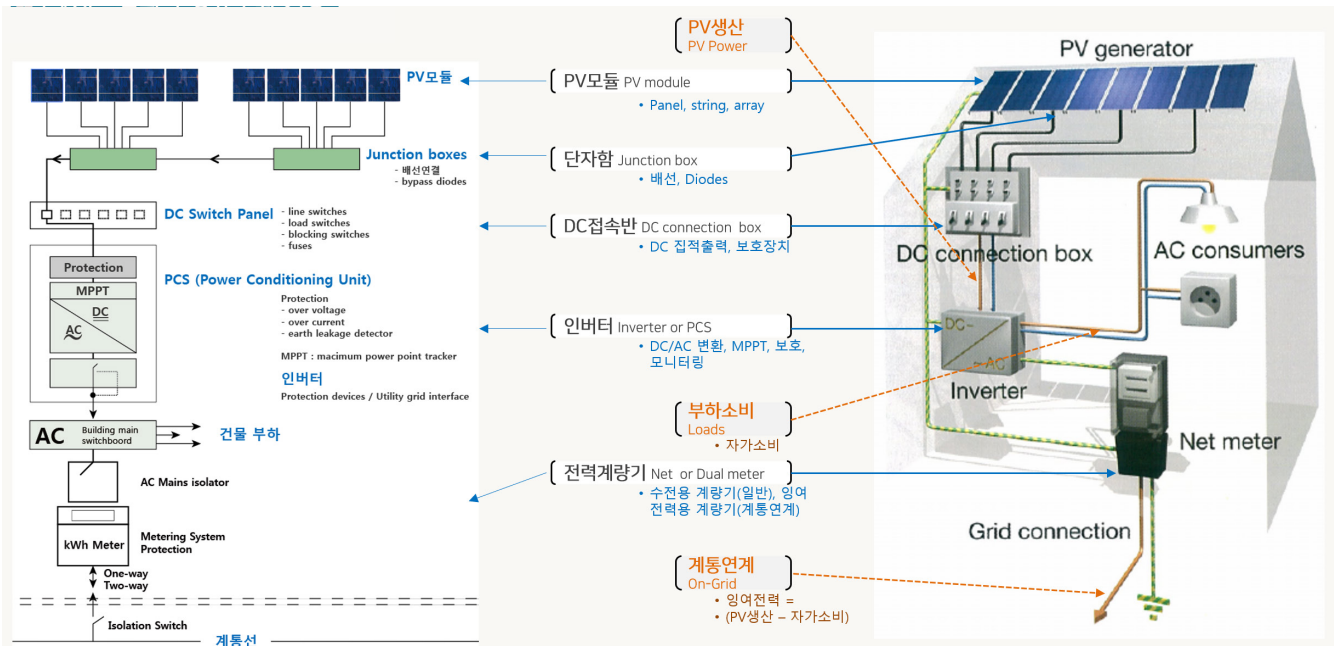 PV모듈
Junction boxes
- 배선연결
- bypass diodes
DC Switch Panel
- line switches
- load switches
- blocking switches
- fuses
Protection
MPPT
DC
AC
PCS (Power Conditioning Unit)
Protection
- over voltage
- over current
- earth leakage detector
MPPT : macimum power point tracker
인버터
Protection devices / Utility grid interface
AC
Building main
switchboard
건물 부하
AC Mains isolator
kWh Meter
Metering System
Protection
One-way
Two-way
Isolation Switch
계통선
PV생산
PV Power
PV모듈 PV module
• Panel, string, array
단자함 Junction box
• 배선, Diodes
DC접속반 DC connection box
• DC 집적출력, 보호장치
인버터 Inverter or PCS
• DC/AC 변환, MPPT, 보호,
모니터링
부하소비
Loads
• 자가소비
전력계량기 Net or Dual meter
• 수전용 계량기(일반), 잉여
전력용 계량기(계통연계)
계통연계
On-Grid
• 잉여전력 =
• (PV생산 – 자가소비)
PV generator
DC connection box
AC consumers
DC-
~AC
Inverter
Net meter
Grid connection